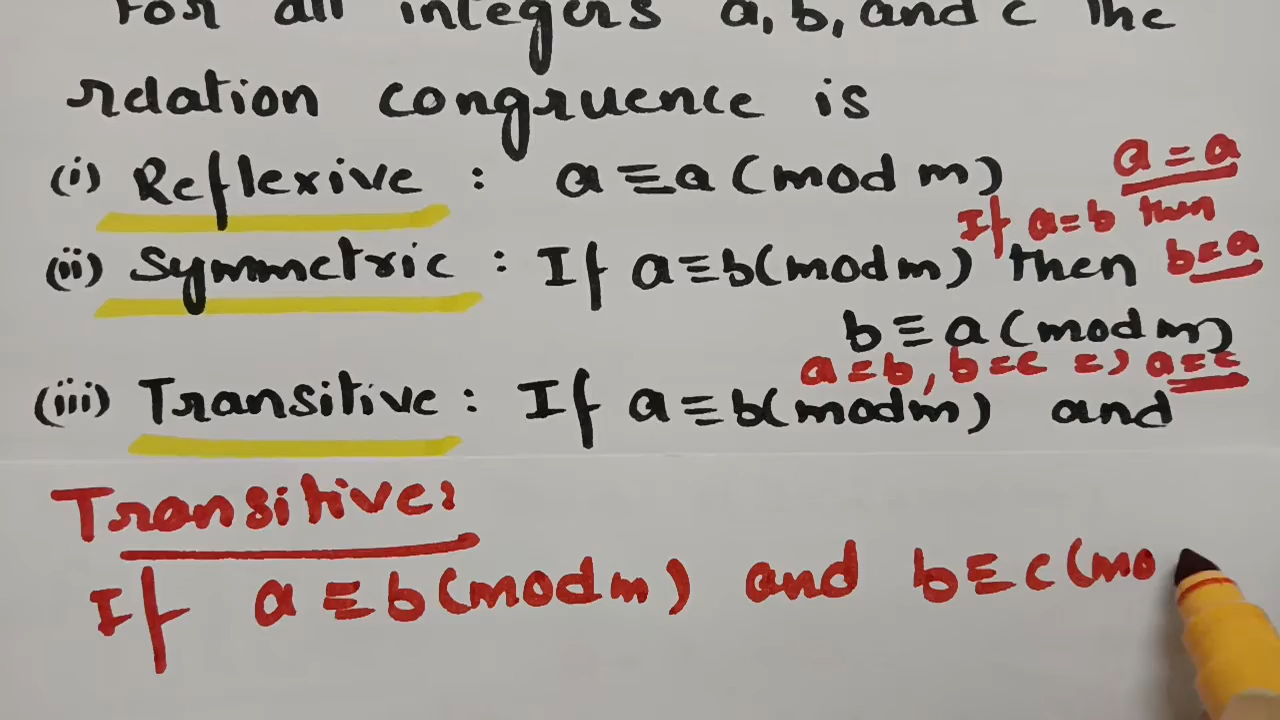 For all integers a, b, and c the
relation congruence is
(i) Reflexive : a ≡ a (mod m)
a = a
(ii) Symmetric : If a ≡ b (mod m) then
If a = b then
b = a
b ≡ a (mod m)
a = b, b = c => a = c
(iii) Transitive : If a ≡ b (mod m) and
Transitive:
If a ≡ b (mod m) and b ≡ c (mo